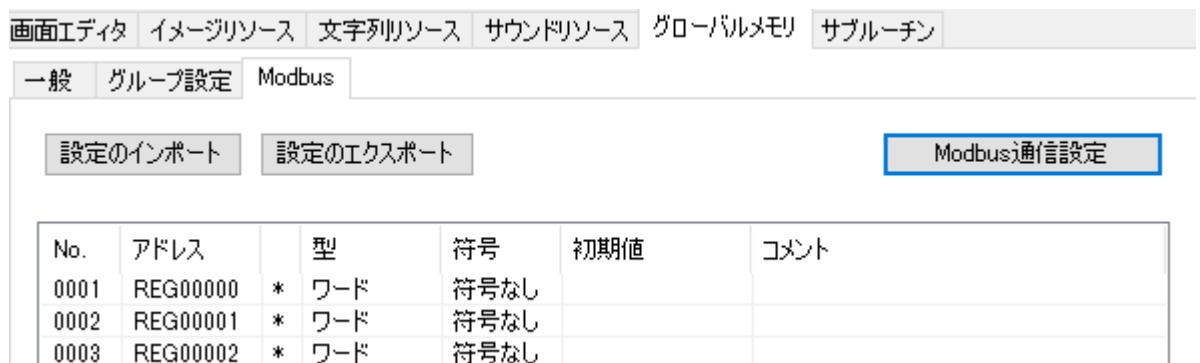 画面エディタ イメージリソース 文字列リソース サウンドリソース グローバルメモリ サブルーチン
一般 グループ設定 Modbus
設定のインポート 設定のエクスポート Modbus通信設定
No. アドレス 型 符号 初期値 コメント
0001 REG00000 * ワード 符号なし
0002 REG00001 * ワード 符号なし
0003 REG00002 * ワード 符号なし